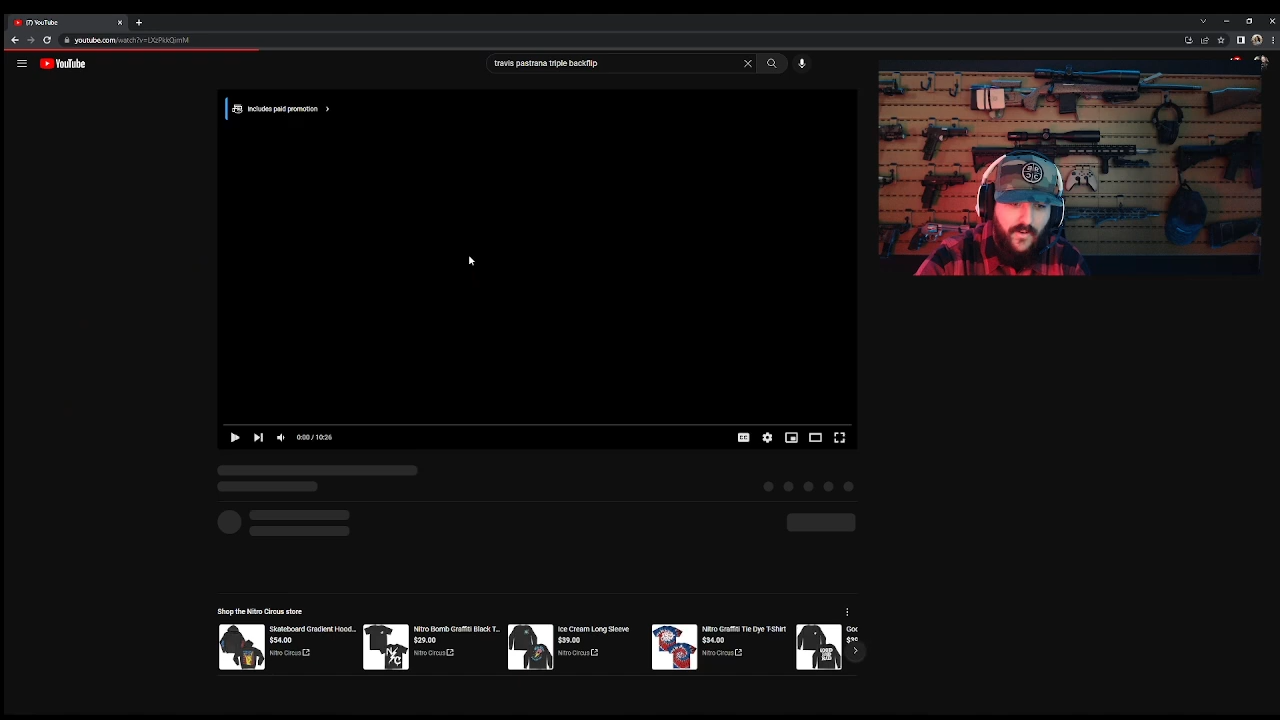 (7) YouTube
youtube.com/watch?v=
YouTube
travis pastrana triple backflip
Includes paid promotion
0:00 / 10:26
CC
Shop the Nitro Circus store
Skateboard Gradient Hood...
$54.00
Nitro Circus
Nitro Bomb Graffiti Black T...
$29.00
Nitro Circus
Ice Cream Long Sleeve
$39.00
Nitro Circus
Nitro Graffiti Tie Dye T-Shirt
$34.00
Nitro Circus